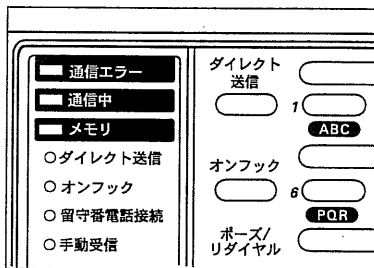 通信エラー
通信中
メモリ
ダイレクト送信
オンフック
留守番電話接続
手動受信
ダイレクト
送信
1
ABC
オンフック
6
PQR
ポーズ/
リダイヤル